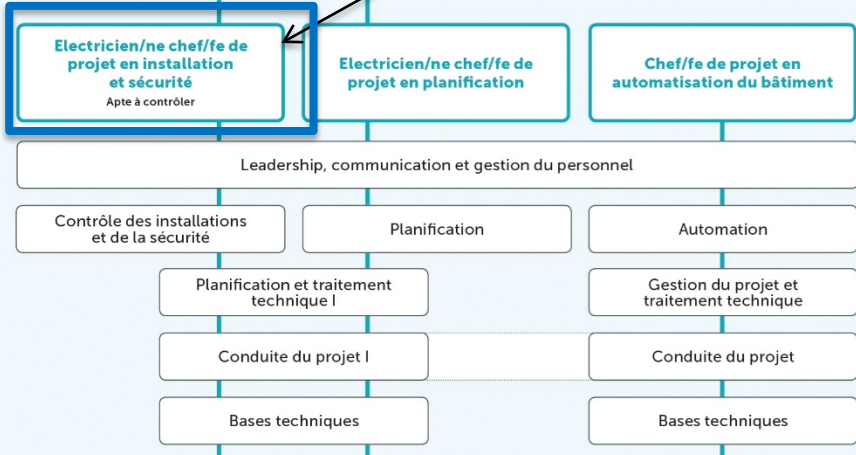 Electricien/ne chef/fe de
projet en installation
et sécurité
Apte à contrôler
Electricien/ne chef/fe de
projet en planification
Chef/fe de projet en
automatisation du bâtiment
Leadership, communication et gestion du personnel
Contrôle des installations
et de la sécurité
Planification
Automation
Planification et traitement
technique I
Gestion du projet et
traitement technique
Conduite du projet I
Conduite du projet
Bases techniques
Bases techniques